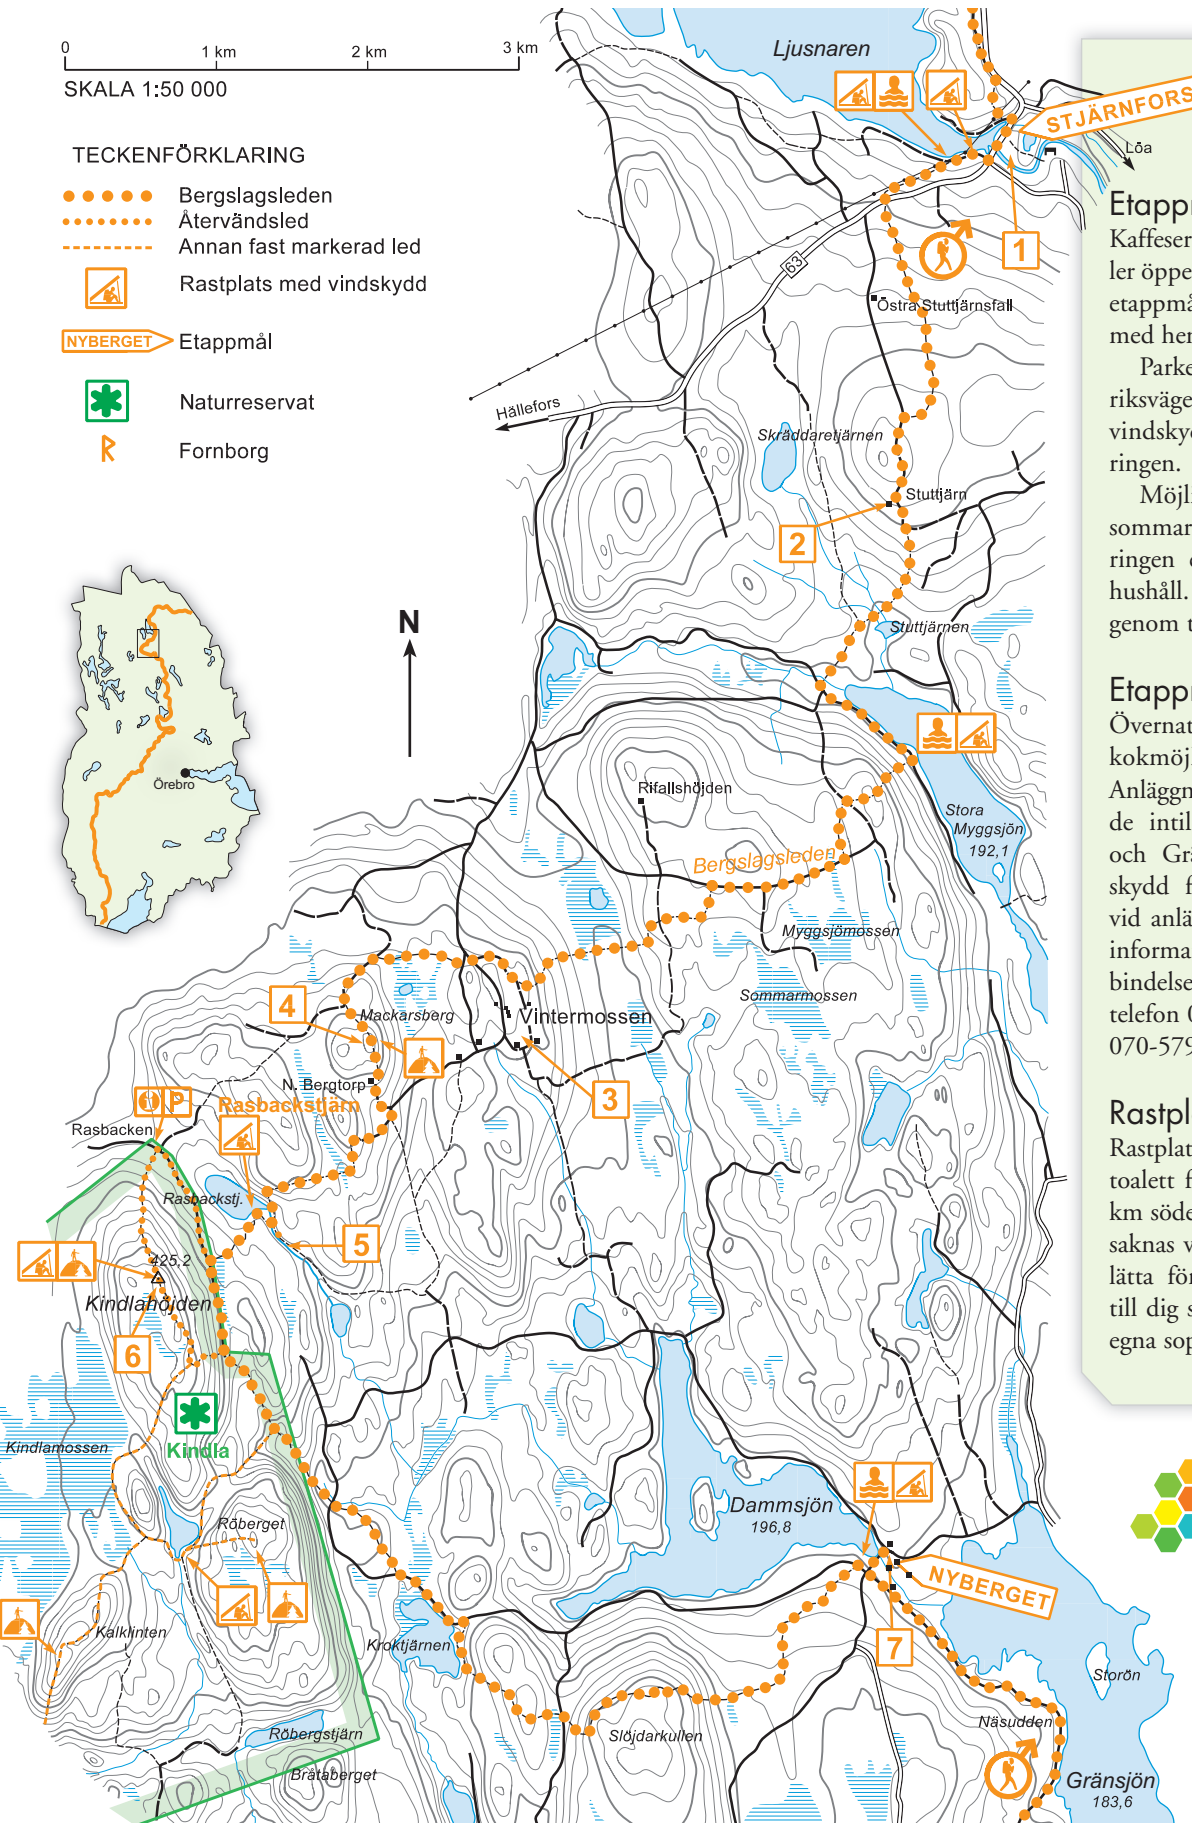 0
1 km
2 km
3 km
SKALA 1:50 000
TECKENFÖRKLARING
Bergslagsleden
Återvändsled
Annan fast markerad led
Rastplats med vindskydd
NYBERGET
Etappmål
Naturreservat
Fornborg
Örebro
N
Ljusnaren
STJÄRNFORS
Löa
1
63
Östra Stuttjärnsfall
Hällefors
Skräddaretjärnen
Stuttjärn
2
Stuttjärnen
Rifallshöjden
Stora
Myggsjön
192,1
Bergslagsleden
Myggsjömossen
Sommarmossen
4
Mackarsberg
Vintermossen
N. Bergtorp
3
P
Rasbackstjärn
Rasbacken
Rasbackstj.
5
425,2
Kindlahöjden
6
Kindla
Kindlamossen
Röberget
Dammsjön
196,8
NYBERGET
7
Kalklinten
Kroktjärnen
Storön
Röbergstjärn
Slöjdarkullen
Näsudden
Bråtaberget
Gränsjön
183,6
Etappm
Kaffeser
ler öppe
etappmå
med her
Parke
riksväge
vindskyd
ringen.
Möjli
sommar
ringen
hushåll.
genom t
Etapp
Övernat
kokmöj
Anläggn
de intil
och Grä
skydd f
vid anlä
informa
bindelse
telefon 0
070-579
Rastpl
Rastplat
toalett f
km söde
saknas v
lätta för
till dig s
egna sop